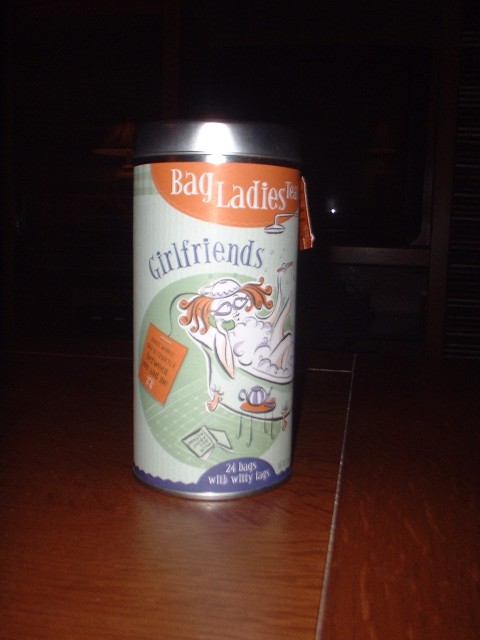 Bag Ladies Tea
Girlfriends
24 bags
with witty tags